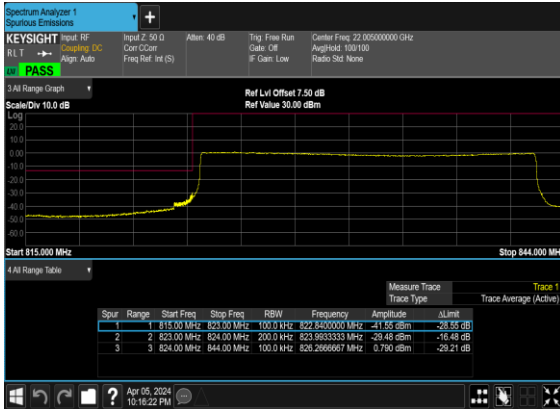 Spectrum Analyzer 1
Spurious Emissions
+
KEYSIGHT Input: RF Input Z: 50 Ω Atten: 40 dB Trig: Free Run Center Freq: 22.005000000 GHz
RLT Coupling: DC Corr CCorr Gate: Off Avg|Hold: 100/100
Align: Auto Freq Ref: Int (S) IF Gain: Low Radio Std: None
PASS
3 All Range Graph
Ref Lvl Offset 7.50 dB
Scale/Div 10.0 dB Ref Value 30.00 dBm
Log
20.0
10.0
0.00
-10.0
-20.0
-30.0
-40.0
-50.0
-60.0
Start 815.000 MHz Stop 844.000 MH
4 All Range Table
Measure Trace Trace 1
Trace Type Trace Average (Active)
Spur Range Start Freq Stop Freq RBW Frequency Amplitude ΔLimit
1 1 815.00 MHz 823.00 MHz 100.0 kHz 822.8400000 MHz -41.55 dBm -28.55 dB
2 2 823.00 MHz 824.00 MHz 200.0 kHz 823.9933333 MHz -29.48 dBm -16.48 dB
3 3 824.00 MHz 844.00 MHz 100.0 kHz 826.2666667 MHz 0.790 dBm -29.21 dB
? Apr 05, 2024
10:16:22 PM